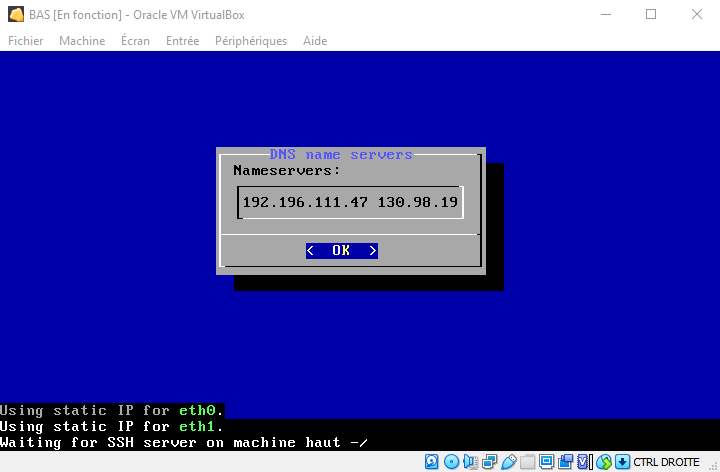 BAS [En fonction] - Oracle VM VirtualBox
Fichier Machine Écran Entrée Périphériques Aide
DNS name servers
Nameservers:
192.196.111.47 130.98.19
< OK >
Using static IP for eth0.
Using static IP for eth1.
Waiting for SSH server on machine haut -/
CTRL DROITE